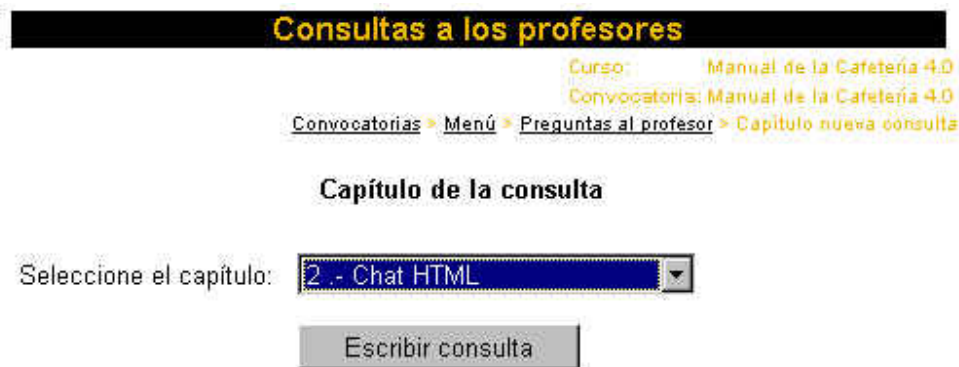 Consultas a los profesores
Curso: Manual de la Cafetería 4.0
Convocatoria: Manual de la Cafetería 4.0
Convocatorias > Menú > Preguntas al profesor > Capítulo nueva consulta
Capítulo de la consulta
Seleccione el capítulo: 2 .- Chat HTML
Escribir consulta